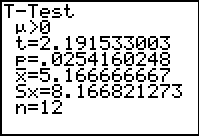 T-Test
μ>0
t=2.191533003
p=.0254160248
x̄=5.166666667
Sx=8.166821273
n=12